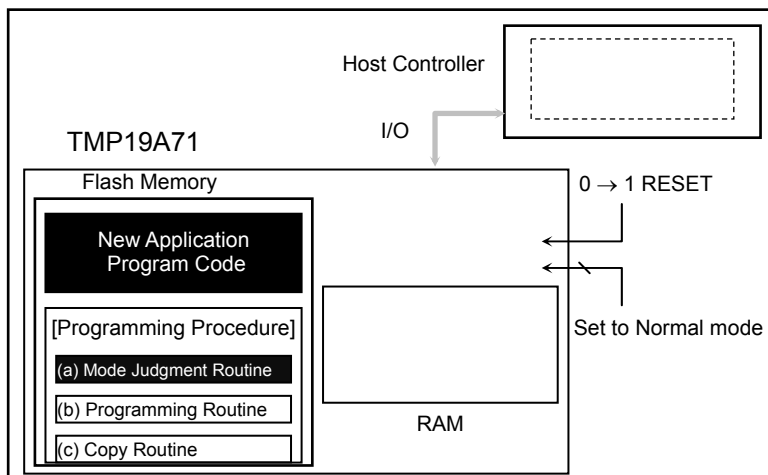 Host Controller
I/O
TMP19A71
Flash Memory
0 → 1 RESET
New Application
Program Code
[Programming Procedure]
Set to Normal mode
(a) Mode Judgment Routine
(b) Programming Routine
RAM
(c) Copy Routine